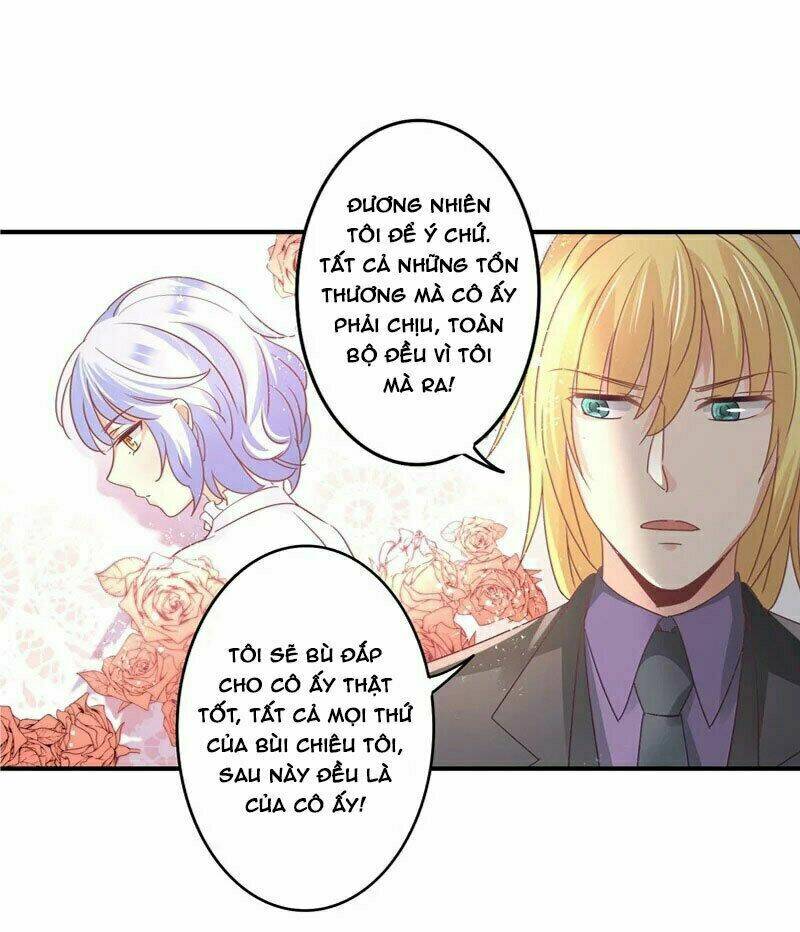 ĐƯƠNG NHIÊN
TÔI ĐỂ Ý CHỨ.
TẤT CẢ NHỮNG TỔN
THƯƠNG MÀ CÔ ẤY
PHẢI CHỊU, TOÀN
BỘ ĐỀU VÌ TÔI
MÀ RA!
TÔI SẼ BÙ ĐẮP
CHO CÔ ẤY THẬT
TỐT, TẤT CẢ MỌI THỨ
CỦA BÙI CHIÊU TÔI,
SAU NÀY ĐỀU LÀ
CỦA CÔ ẤY!